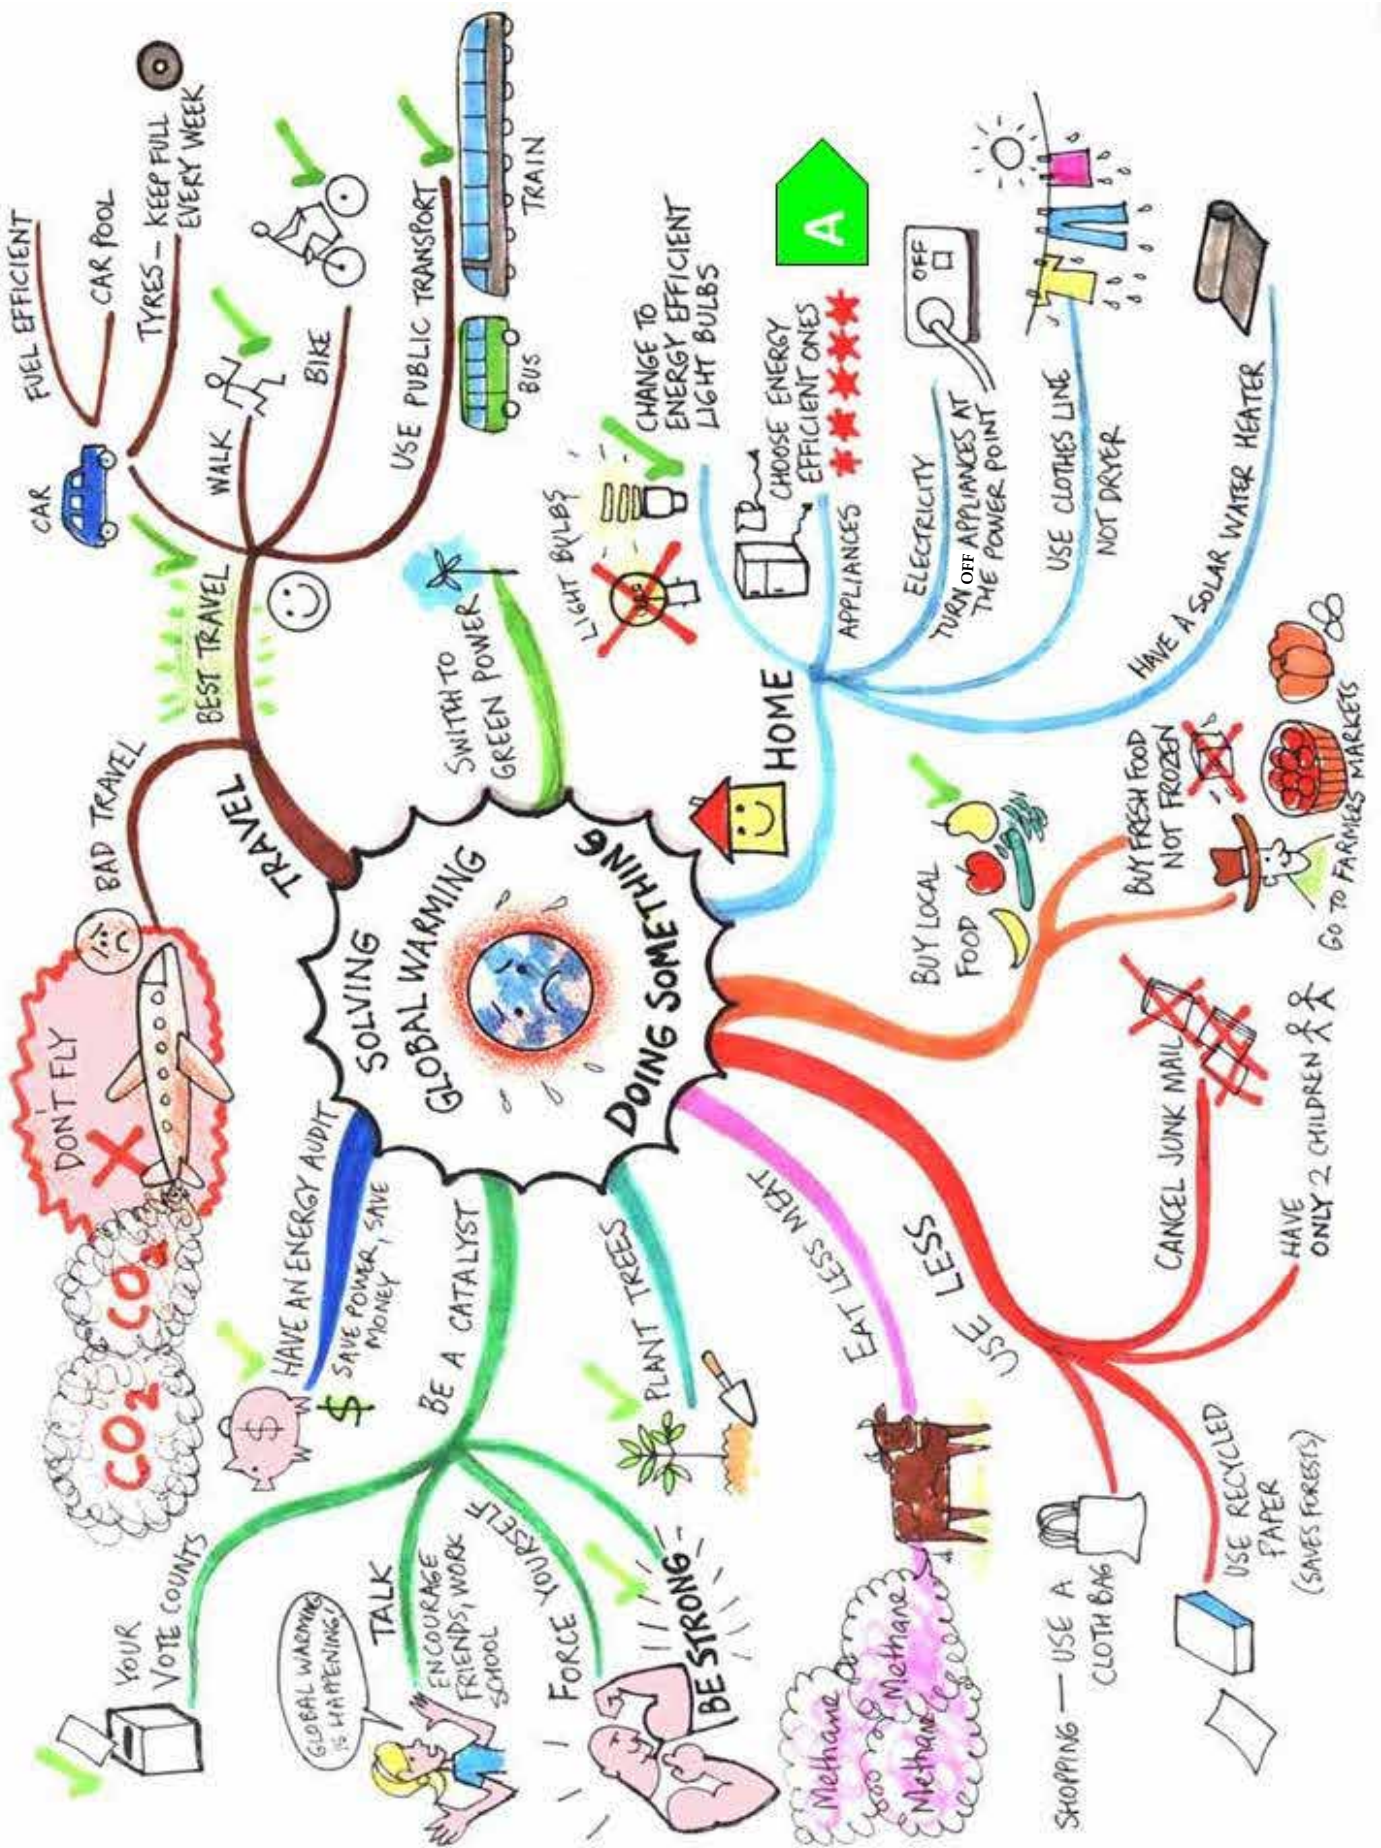 SOLVING
GLOBAL WARMING
DOING SOMETHING
TRAVEL
BAD TRAVEL
DON'T FLY
CO2
CO2
BEST TRAVEL
CAR
FUEL EFFICIENT
CAR POOL
TYRES – KEEP FULL
EVERY WEEK
WALK
BIKE
USE PUBLIC TRANSPORT
BUS
TRAIN
SWITH TO
GREEN POWER
HOME
LIGHT BULBS
CHANGE TO
ENERGY EFFICIENT
LIGHT BULBS
APPLIANCES
CHOOSE ENERGY
EFFICIENT ONES
A
ELECTRICITY
TURN OFF APPLIANCES AT
THE POWER POINT
OFF
USE CLOTHES LINE
NOT DRYER
HAVE A SOLAR WATER HEATER
BUY LOCAL
FOOD
BUY FRESH FOOD
NOT FROZEN
GO TO FARMERS MARKETS
USE LESS
CANCEL JUNK MAIL
HAVE
ONLY 2 CHILDREN
USE RECYCLED
PAPER
(SAVES FORESTS)
SHOPPING — USE A
CLOTH BAG
EAT LESS MEAT
Methane
Methane
Methane
PLANT TREES
BE A CATALYST
YOUR
VOTE COUNTS
TALK
ENCOURAGE
FRIENDS, WORK
SCHOOL
GLOBAL WARMING
IS HAPPENING!
FORCE YOURSELF
BE STRONG
HAVE AN ENERGY AUDIT
$ SAVE POWER, SAVE
MONEY
$